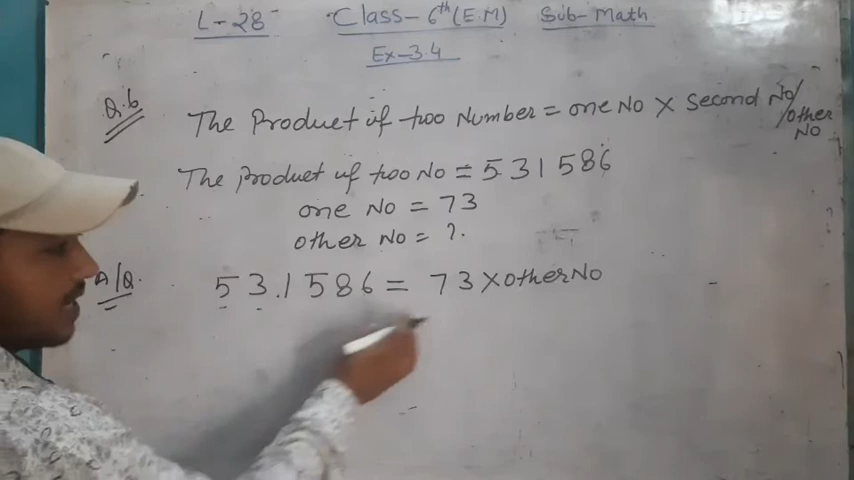 L-28 Class-6th (E.M) Sub-Math
Ex-3.4
Q.6 The Product of two Number = one No × Second No/
/other No
The Product of two No = 531586
one No = 73
other No = ?.
A/Q. 531586 = 73×other No